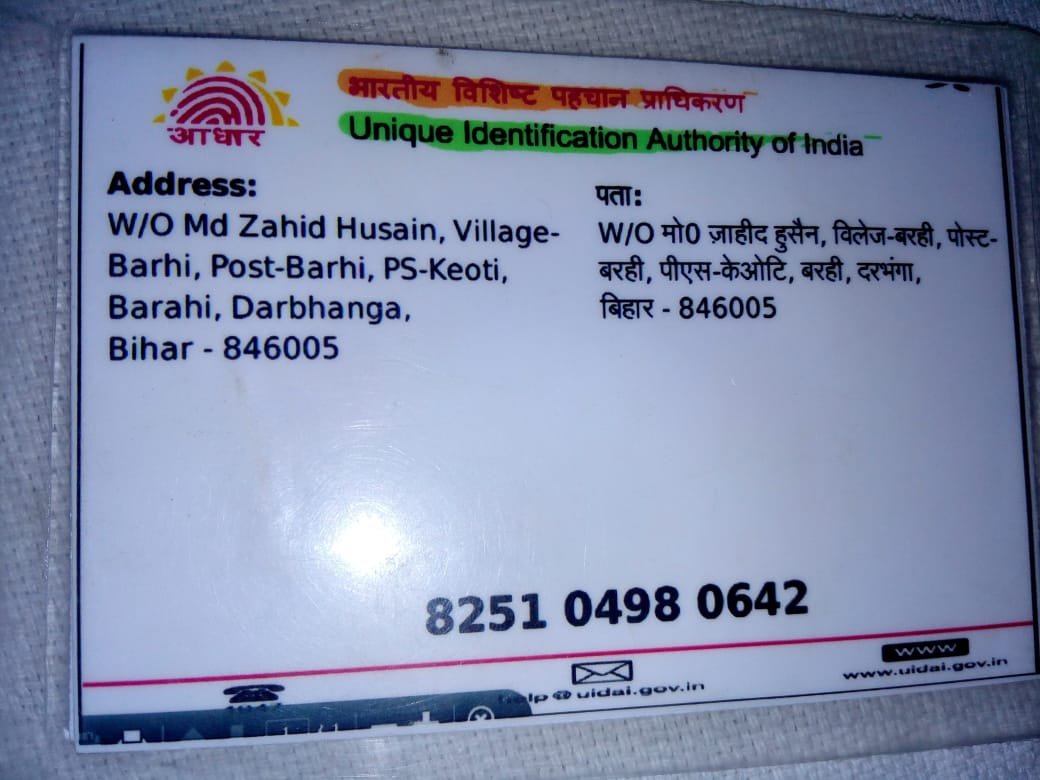 आधार
भारतीय विशिष्ट पहचान प्राधिकरण
Unique Identification Authority of India
Address:
W/O Md Zahid Husain, Village-
Barhi, Post-Barhi, PS-Keoti,
Barahi, Darbhanga,
Bihar - 846005
पता:
W/O मो0 ज़ाहीद हुसैन, विलेज-बरही, पोस्ट-
बरही, पीएस-केओटि, बरही, दरभंगा,
बिहार - 846005
8251 0498 0642
1947
help@uidai.gov.in
www
www.uidai.gov.in